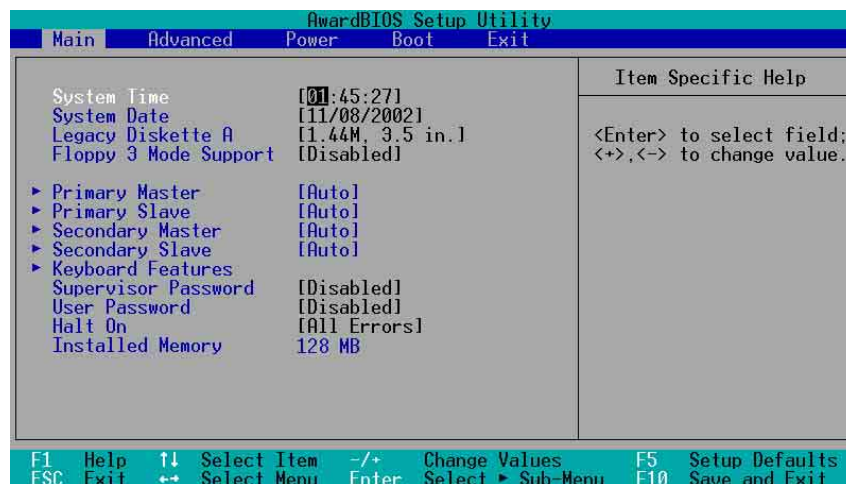 AwardBIOS Setup Utility
Main Advanced Power Boot Exit
Item Specific Help
System Time [01:45:27]
System Date [11/08/2002]
Legacy Diskette A [1.44M, 3.5 in.]
Floppy 3 Mode Support [Disabled]
<Enter> to select field;
<+>,<-> to change value.
▶ Primary Master [Auto]
▶ Primary Slave [Auto]
▶ Secondary Master [Auto]
▶ Secondary Slave [Auto]
▶ Keyboard Features
Supervisor Password [Disabled]
User Password [Disabled]
Halt On [All Errors]
Installed Memory 128 MB
F1 Help ↑↓ Select Item -/+ Change Values F5 Setup Defaults
ESC Exit ←→ Select Menu Enter Select ▶ Sub-Menu F10 Save and Exit